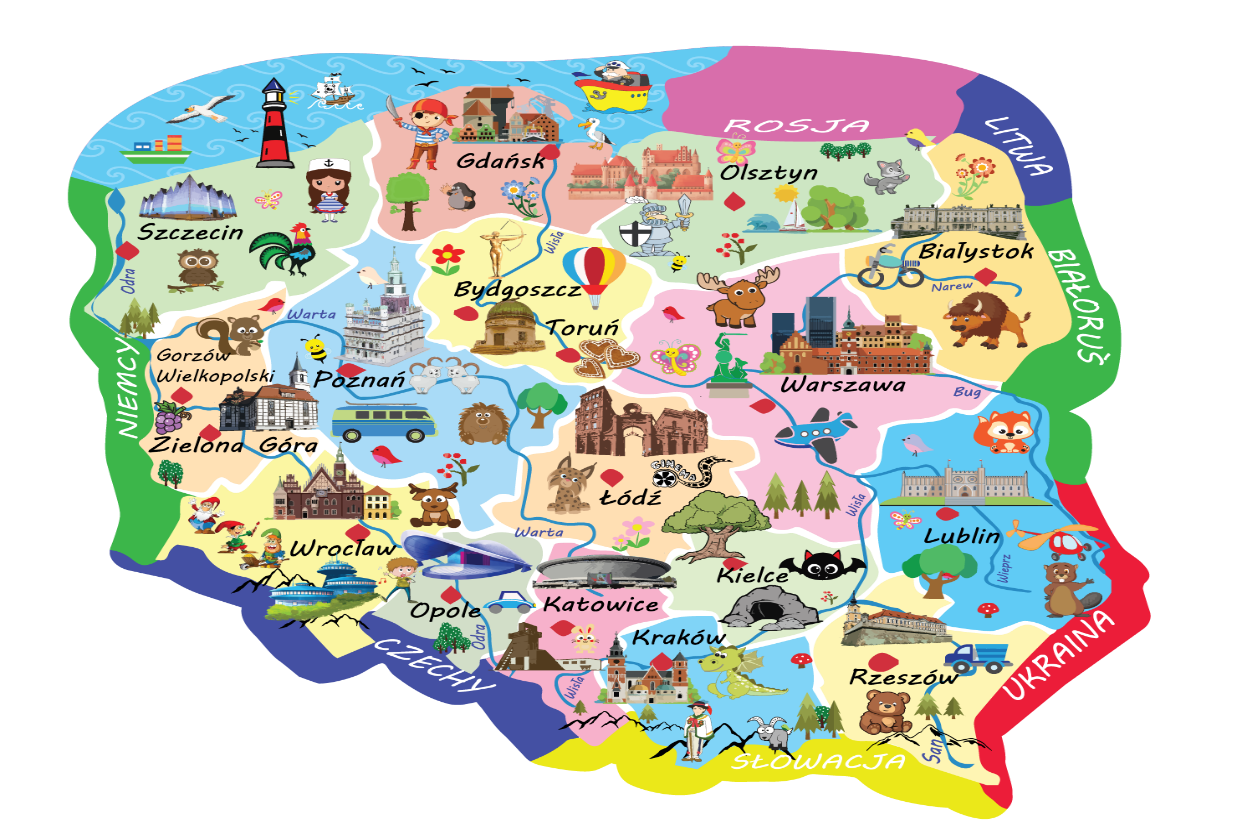 ROSJA
LITWA
Gdańsk
Olsztyn
Szczecin
Białystok
Wisła
Odra
BIAŁORUŚ
Narew
Bydgoszcz
Warta
Toruń
NIEMCY
Gorzów
Wielkopolski
Poznań
Warszawa
Bug
Zielona Góra
CINEMA
Łódź
Wisła
Warta
Lublin
Wrocław
Wieprz
Kielce
Opole
Katowice
Odra
Kraków
UKRAINA
CZECHY
Rzeszów
Wisła
San
SŁOWACJA